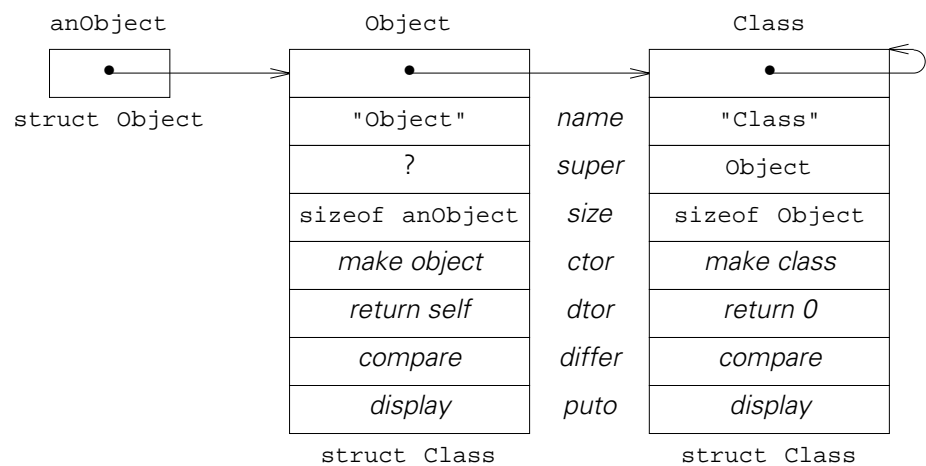 anObject Object Class
struct Object "Object" name "Class"
? super Object
sizeof anObject size sizeof Object
make object ctor make class
return self dtor return 0
compare differ compare
display puto display
struct Class struct Class